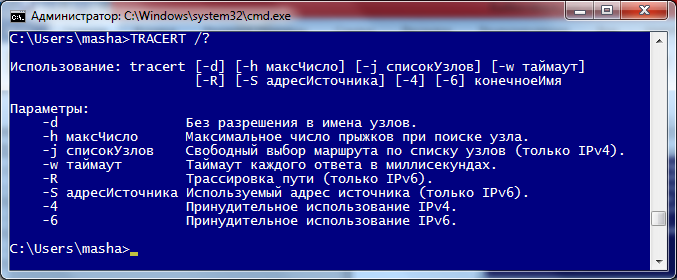 Администратор: C:\Windows\system32\cmd.exe
C:\Users\masha>TRACERT /?
Использование: tracert [-d] [-h максЧисло] [-j списокУзлов] [-w таймаут]
[-R] [-S адресИсточника] [-4] [-6] конечноеИмя
Параметры:
-d Без разрешения в имена узлов.
-h максЧисло Максимальное число прыжков при поиске узла.
-j списокУзлов Свободный выбор маршрута по списку узлов (только IPv4).
-w таймаут Таймаут каждого ответа в миллисекундах.
-R Трассировка пути (только IPv6).
-S адресИсточника Используемый адрес источника (только IPv6).
-4 Принудительное использование IPv4.
-6 Принудительное использование IPv6.
C:\Users\masha>_